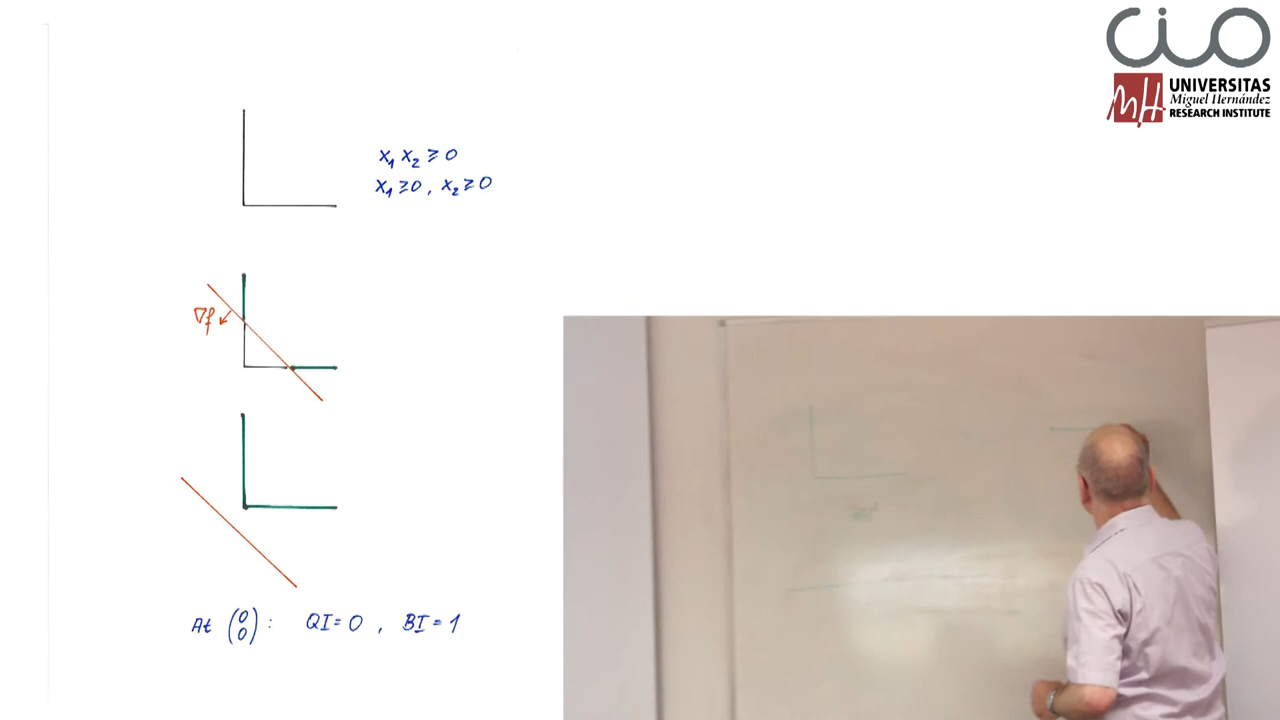 CIO
UNIVERSITAS
Miguel Hernández
RESEARCH INSTITUTE
x₁ x₂ ≥ 0
x₁ ≥ 0, x₂ ≥ 0
∇f
At (0 0): QI = 0, BI = 1